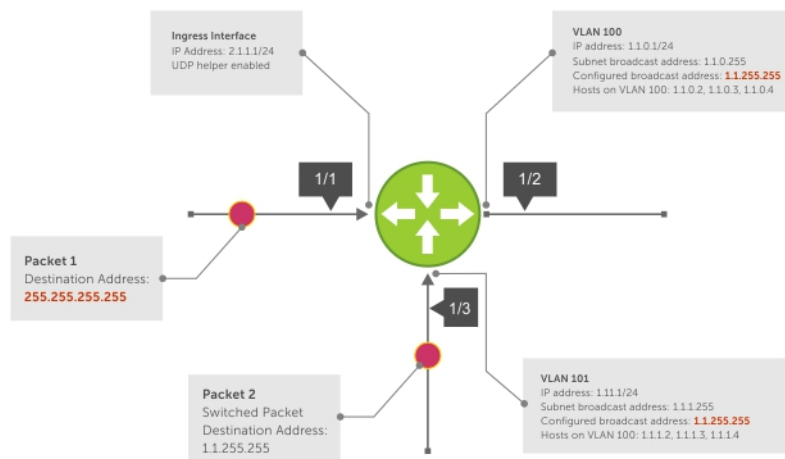 Ingress Interface
IP Address: 2.1.1.1/24
UDP helper enabled
VLAN 100
IP address: 1.1.0.1/24
Subnet broadcast address: 1.1.0.255
Configured broadcast address: 1.1.255.255
Hosts on VLAN 100: 1.1.0.2, 1.1.0.3, 1.1.0.4
1/1
1/2
Packet 1
Destination Address:
255.255.255.255
1/3
Packet 2
Switched Packet
Destination Address:
1.1.255.255
VLAN 101
IP address: 1.11.1/24
Subnet broadcast address: 1.1.1.255
Configured broadcast address: 1.1.255.255
Hosts on VLAN 100: 1.1.1.2, 1.1.1.3, 1.1.1.4